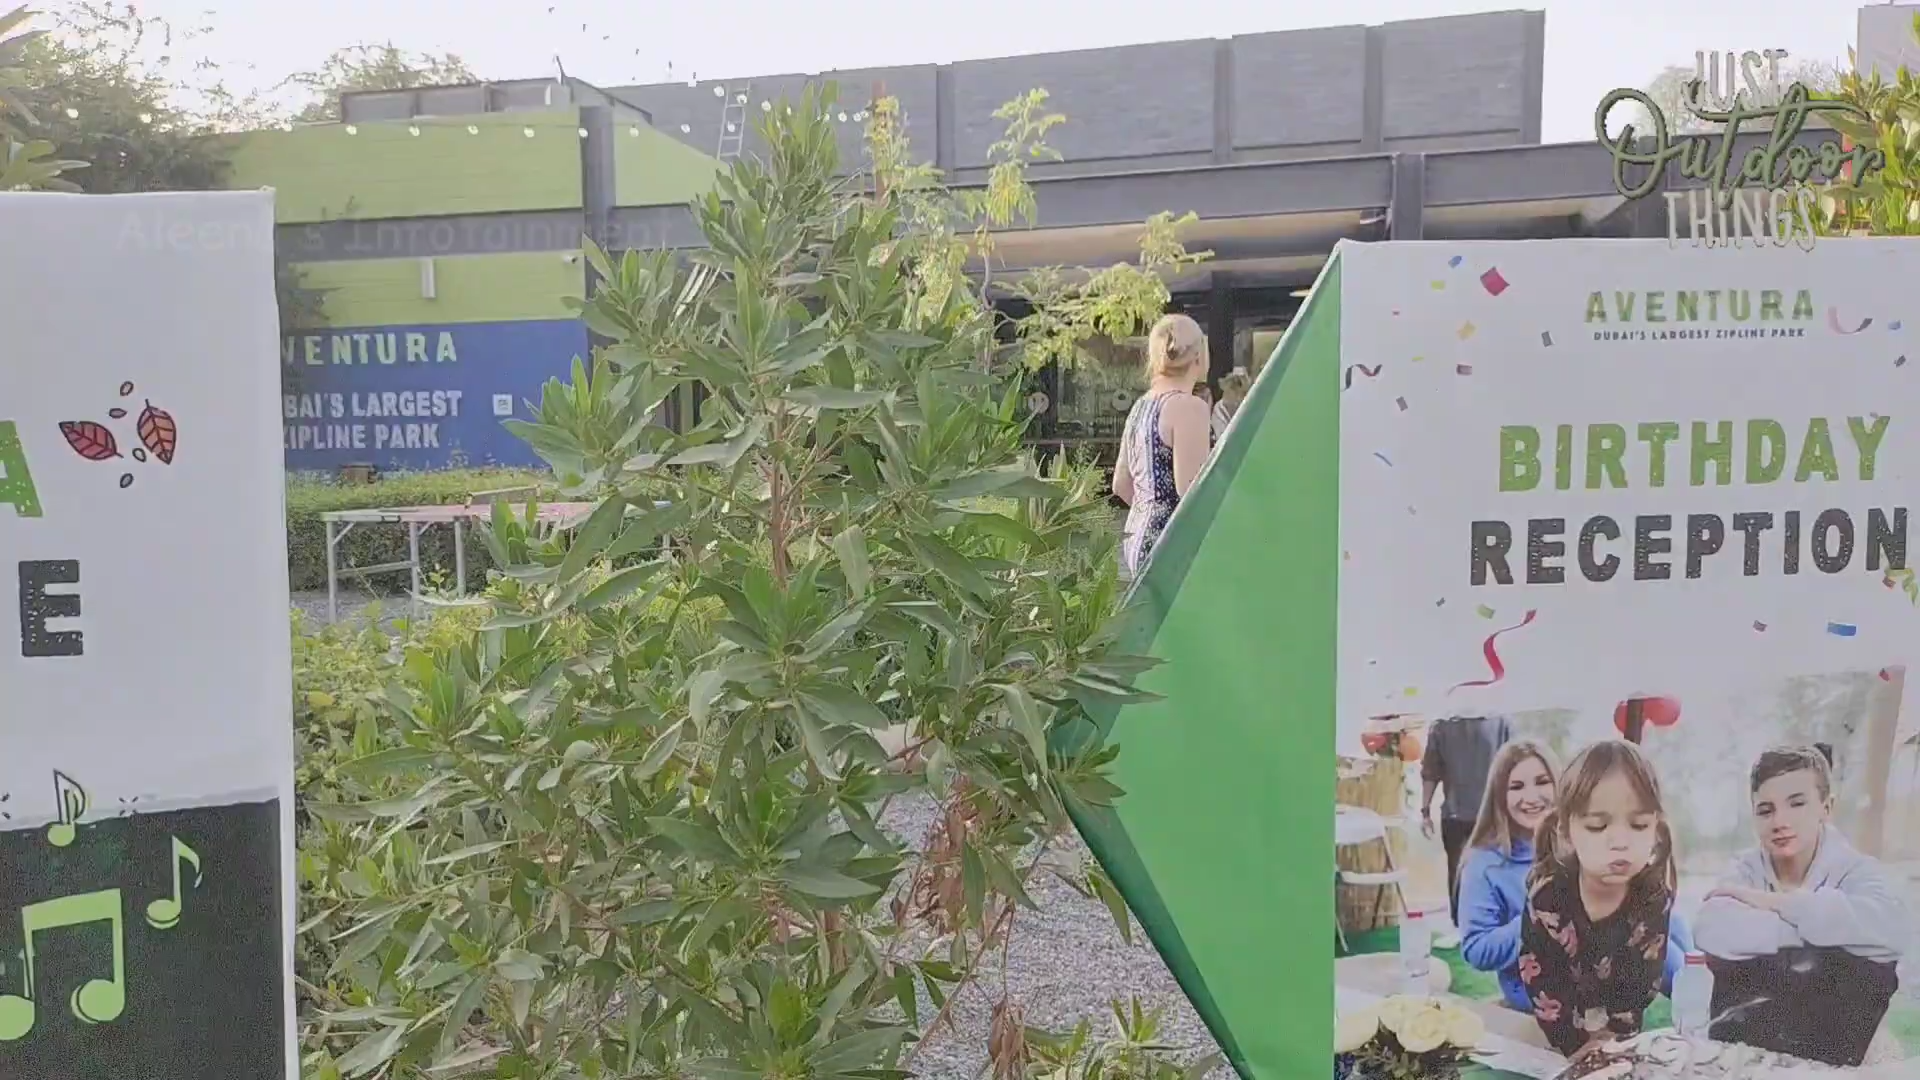 JUST
Outdoor
THINGS
VENTURA
BAI'S LARGEST
ZIPLINE PARK
A
E
AVENTURA
DUBAI'S LARGEST ZIPLINE PARK
BIRTHDAY
RECEPTION